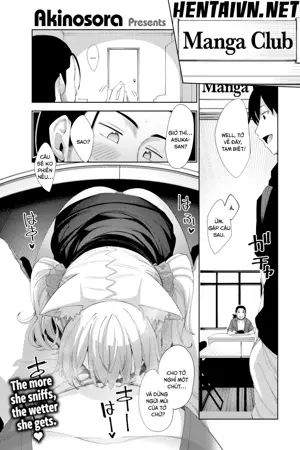 HENTAIVN.NET
Akinosora Presents
Manga Club
Manga
WELL, TỚ
VỀ ĐÂY,
TẠM BIỆT!
GIỜ THÌ...
ASUKA-
SAN?
SAO?
CẬU
SẼ KO
PHIỀN
NẾU...
ỪM.
GẶP CẬU
SAU.
CHO TỚ
NGHỈ MỘT
CHÚT...
...VÀ
DÙNG NGỬI
MÙI CỦA
TỚ CHỨ?
The more
she sniffs,
the wetter
she gets.